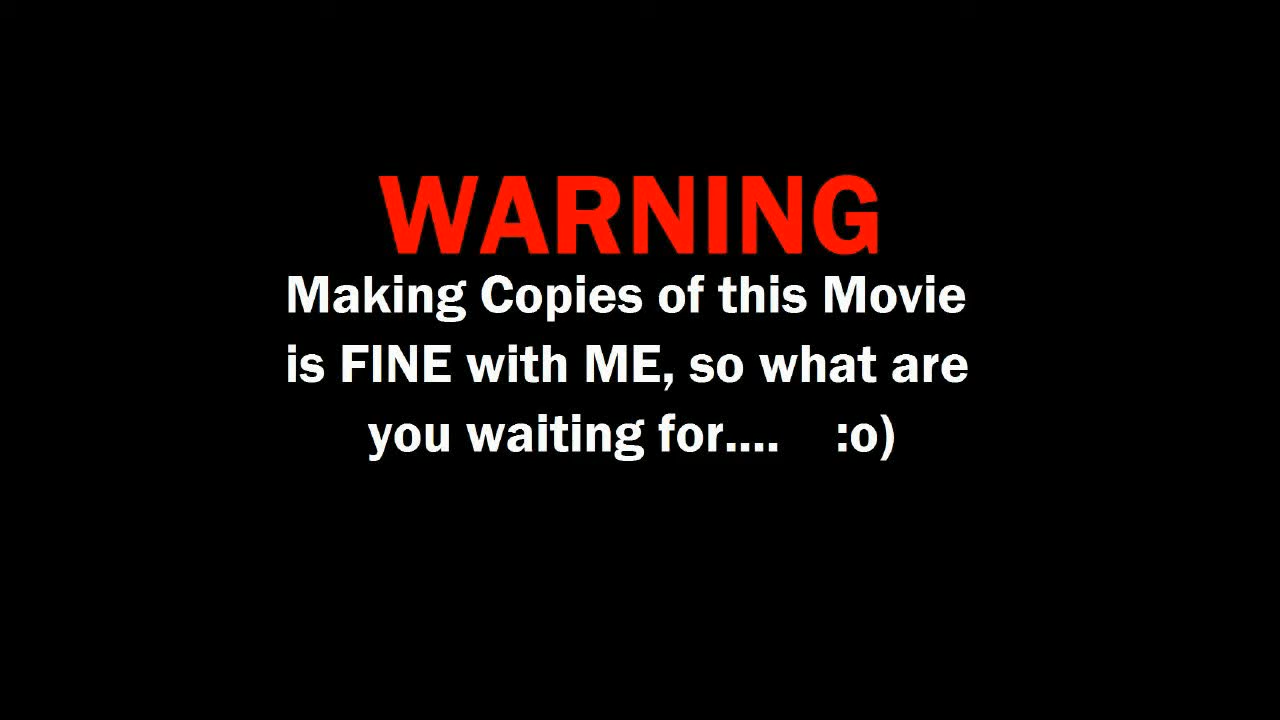 WARNING
Making Copies of this Movie
is FINE with ME, so what are
you waiting for.... :o)